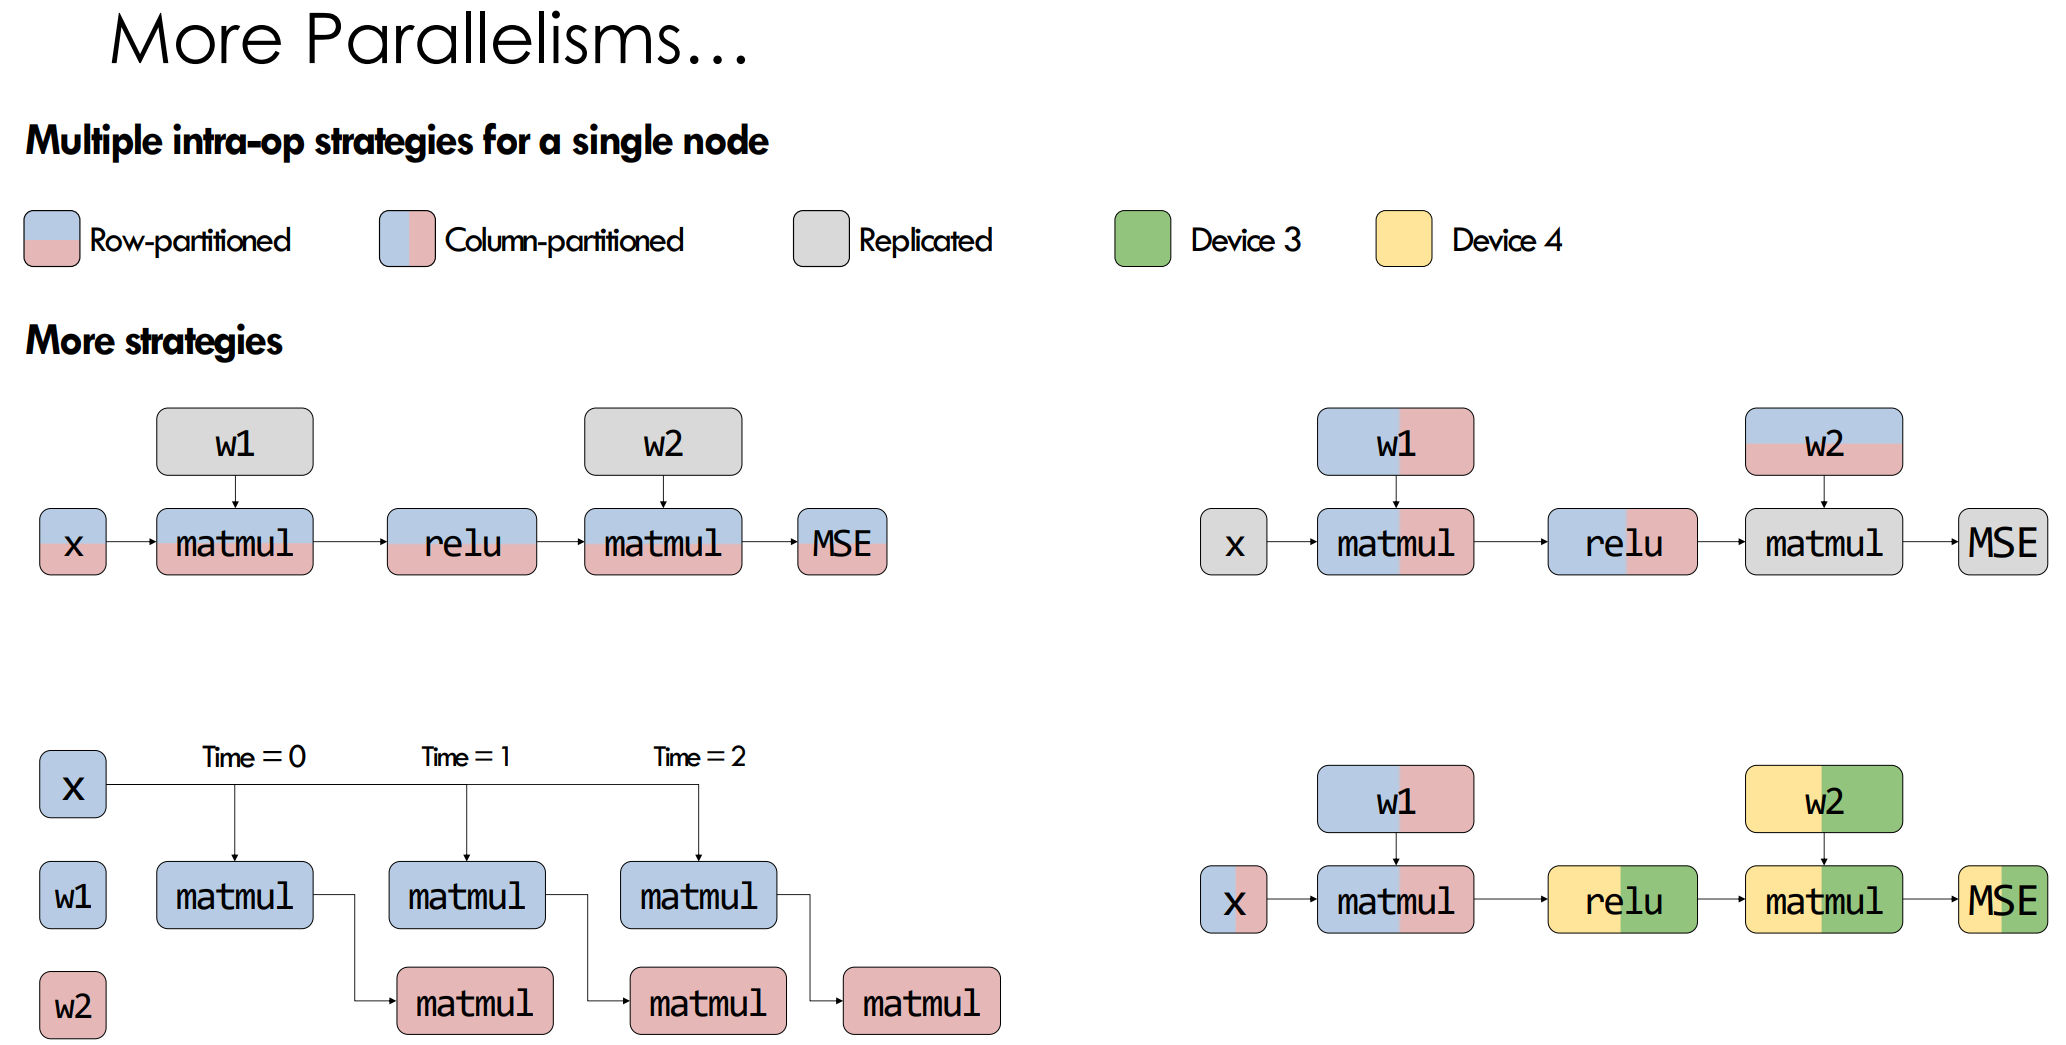 More Parallelisms...
Multiple intra-op strategies for a single node
Row-partitioned Column-partitioned Replicated Device 3 Device 4
More strategies
w1 w2
x matmul relu matmul MSE
w1 w2
x matmul relu matmul MSE
Time = 0 Time = 1 Time = 2
x
w1 matmul matmul matmul
w2 matmul matmul matmul
w1 w2
x matmul relu matmul MSE